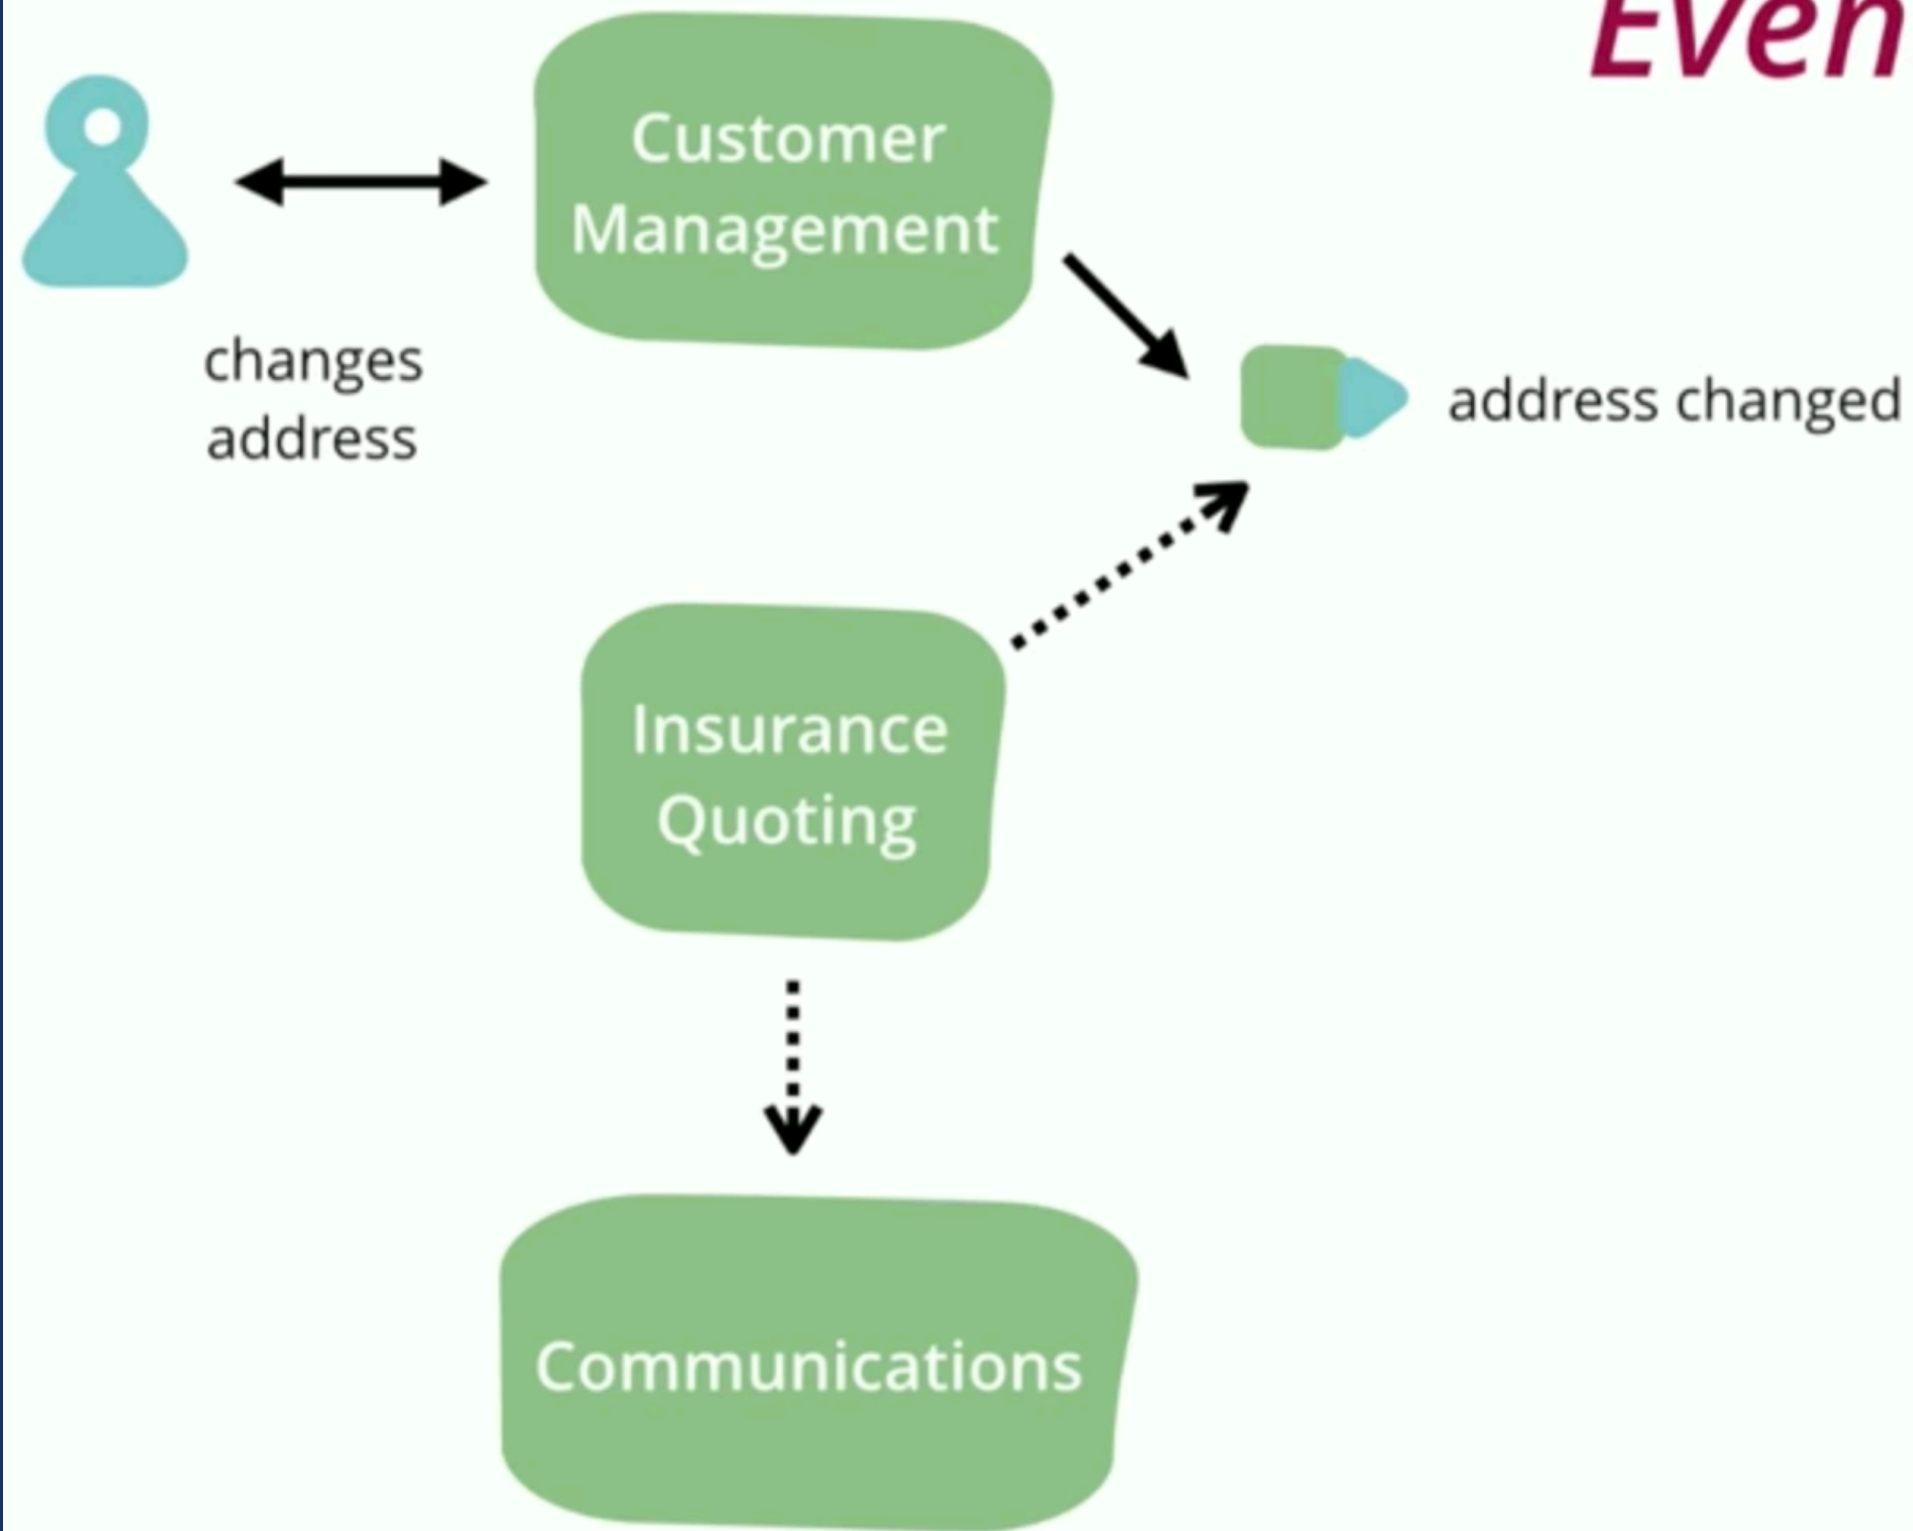 Even
Customer
Management
changes
address
address changed
Insurance
Quoting
Communications